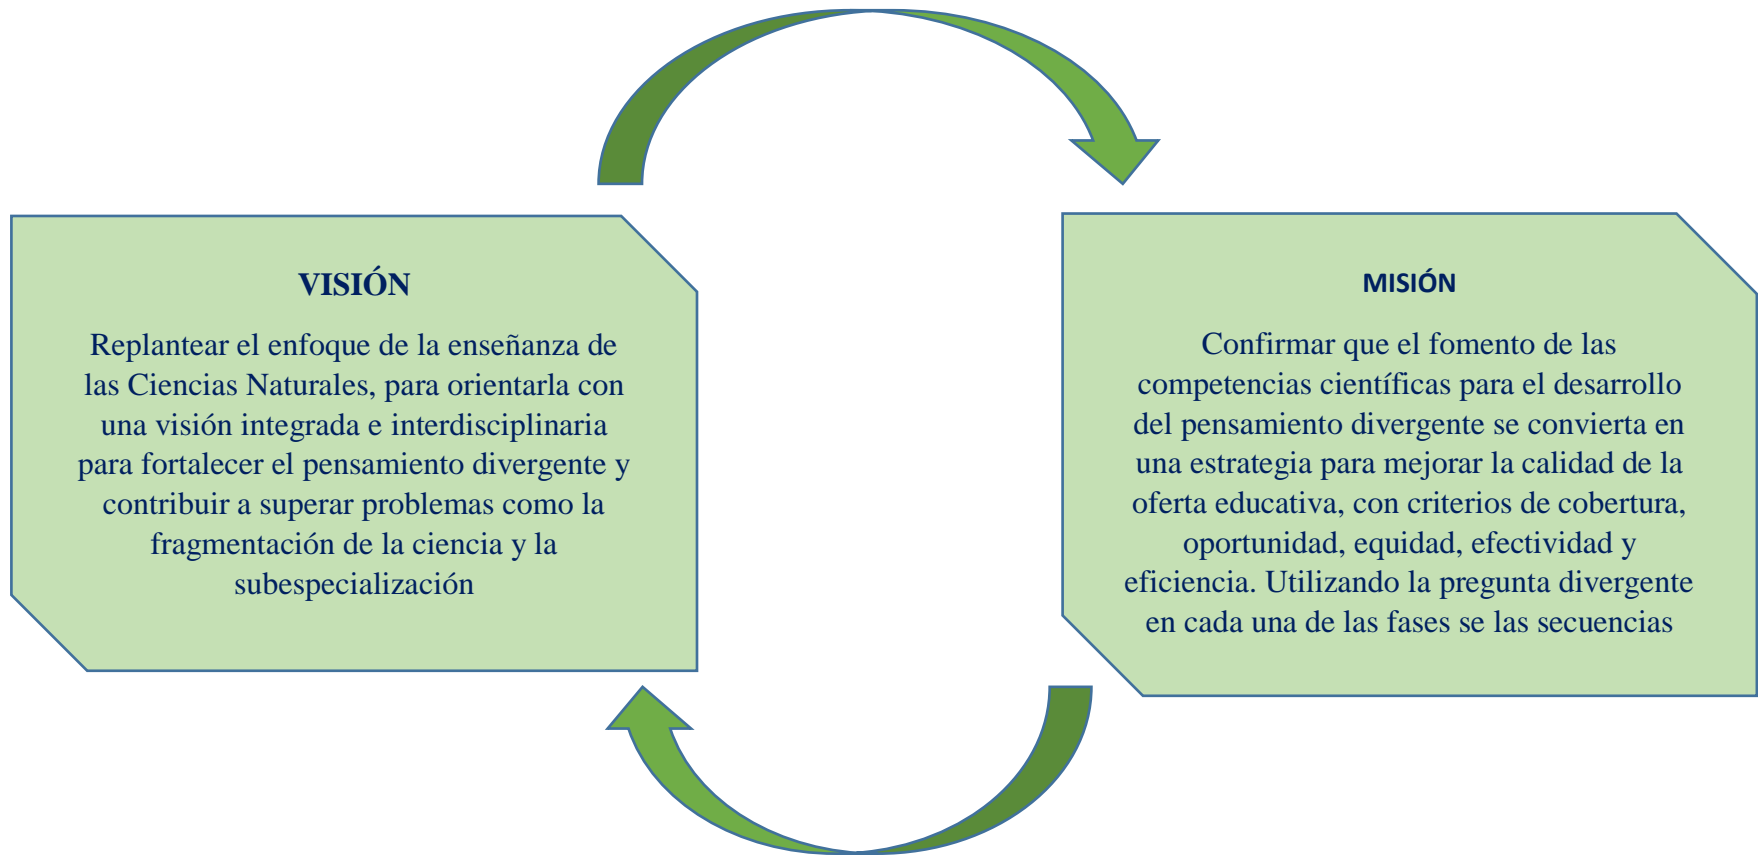 VISIÓN
Replantear el enfoque de la enseñanza de
las Ciencias Naturales, para orientarla con
una visión integrada e interdisciplinaria
para fortalecer el pensamiento divergente y
contribuir a superar problemas como la
fragmentación de la ciencia y la
subespecialización
MISIÓN
Confirmar que el fomento de las
competencias científicas para el desarrollo
del pensamiento divergente se convierta en
una estrategia para mejorar la calidad de la
oferta educativa, con criterios de cobertura,
oportunidad, equidad, efectividad y
eficiencia. Utilizando la pregunta divergente
en cada una de las fases se las secuencias